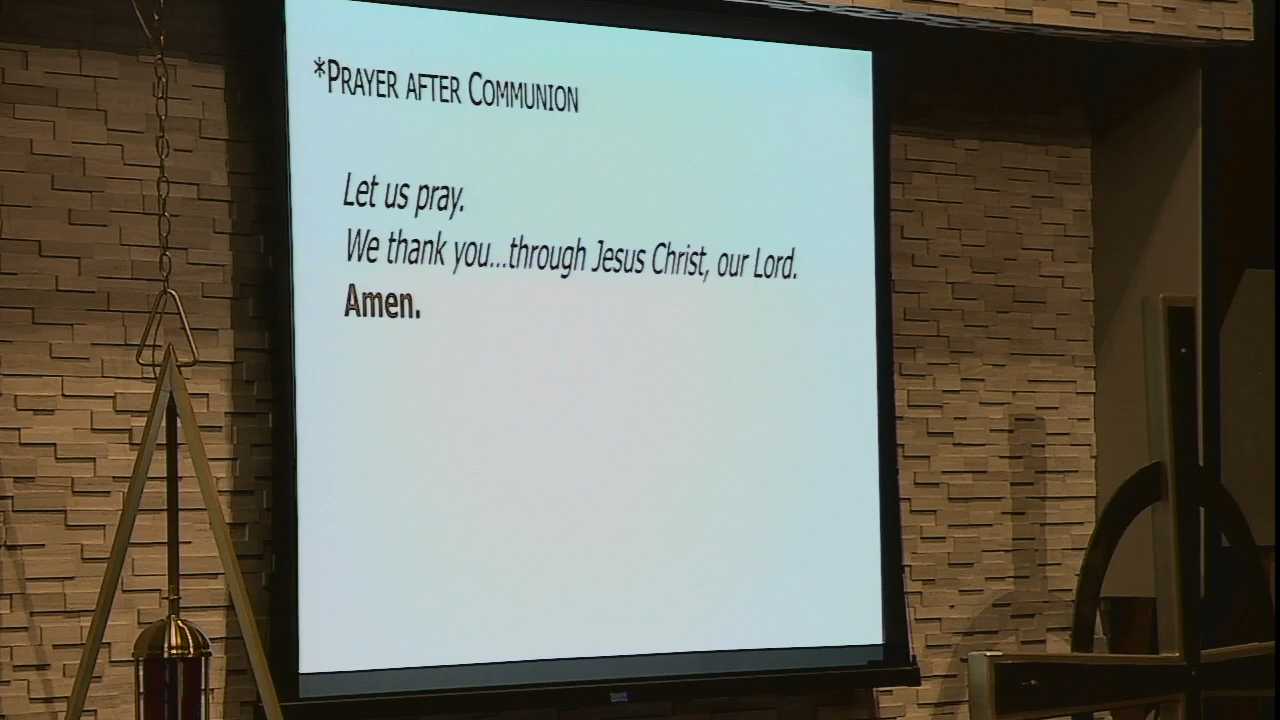 *PRAYER AFTER COMMUNION
Let us pray.
We thank you...through Jesus Christ, our Lord.
Amen.